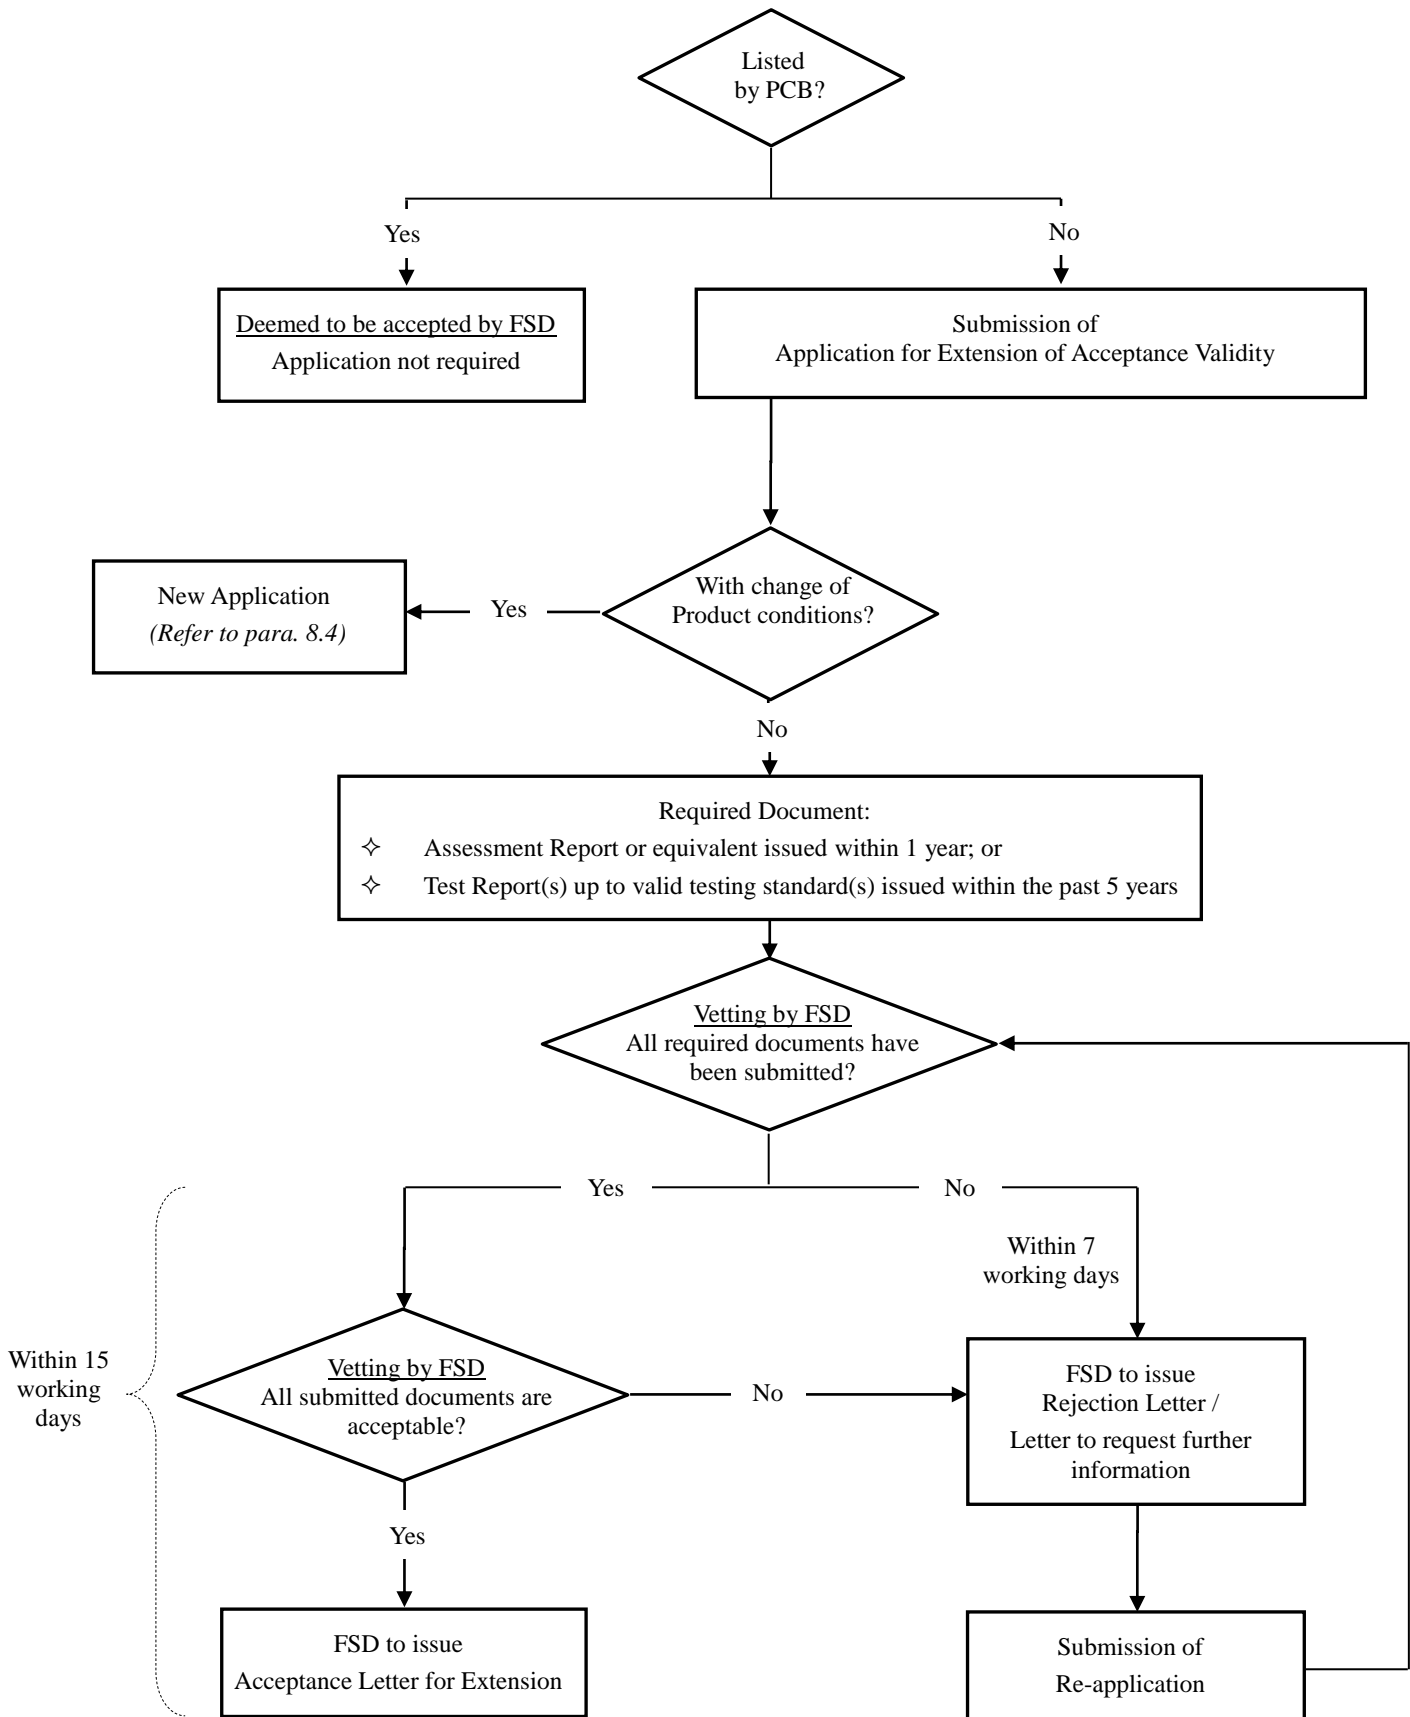 Listed
by PCB?
Yes
No
Deemed to be accepted by FSD
Application not required
Submission of
Application for Extension of Acceptance Validity
With change of
Product conditions?
Yes
New Application
(Refer to para. 8.4)
No
Required Document:
✧ Assessment Report or equivalent issued within 1 year; or
✧ Test Report(s) up to valid testing standard(s) issued within the past 5 years
Vetting by FSD
All required documents have
been submitted?
Yes
No
Within 7
working days
Within 15
working
days
Vetting by FSD
All submitted documents are
acceptable?
No
FSD to issue
Rejection Letter /
Letter to request further
information
Yes
FSD to issue
Acceptance Letter for Extension
Submission of
Re-application